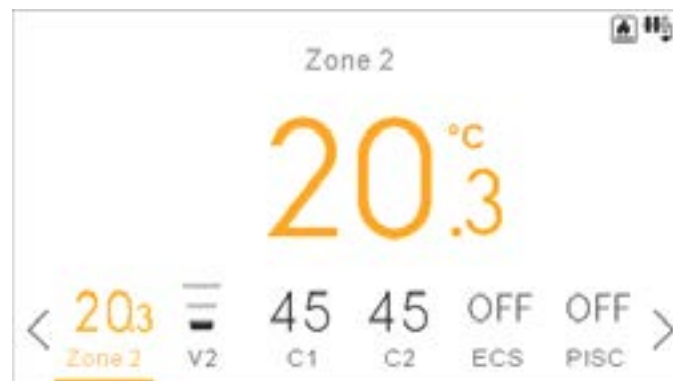 Zone 2
20.3 °C
20.3 45 45 OFF OFF
Zone 2 V2 C1 C2 ECS PISC